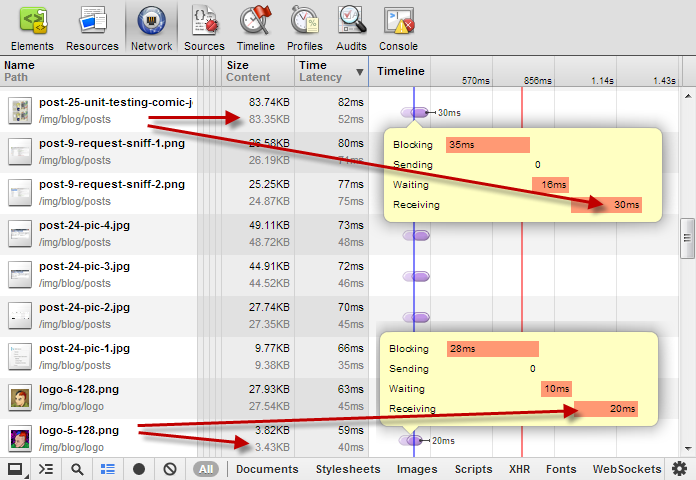 Elements Resources Network Sources Timeline Profiles Audits Console
Name Size Time Timeline
Path Content Latency 570ms 856ms 1.14s 1.43s
post-25-unit-testing-comic-j 83.74KB 82ms
/img/blog/posts 83.35KB 52ms 30ms
post-9-request-sniff-1.png 26.58KB 80ms
/img/blog/posts 26.19KB 71ms
post-9-request-sniff-2.png 25.25KB 77ms
/img/blog/posts 24.87KB 75ms
Blocking 35ms
Sending 0
Waiting 16ms
Receiving 30ms
post-24-pic-4.jpg 49.11KB 73ms
/img/blog/posts 48.72KB 48ms
post-24-pic-3.jpg 44.91KB 72ms
/img/blog/posts 44.52KB 46ms
post-24-pic-2.jpg 27.74KB 70ms
/img/blog/posts 27.35KB 45ms
post-24-pic-1.jpg 9.77KB 66ms
/img/blog/posts 9.38KB 35ms
logo-6-128.png 27.93KB 63ms
/img/blog/logo 27.54KB 45ms
Blocking 28ms
Sending 0
Waiting 10ms
Receiving 20ms
logo-5-128.png 3.82KB 59ms
/img/blog/logo 3.43KB 40ms 20ms
All Documents Stylesheets Images Scripts XHR Fonts WebSockets